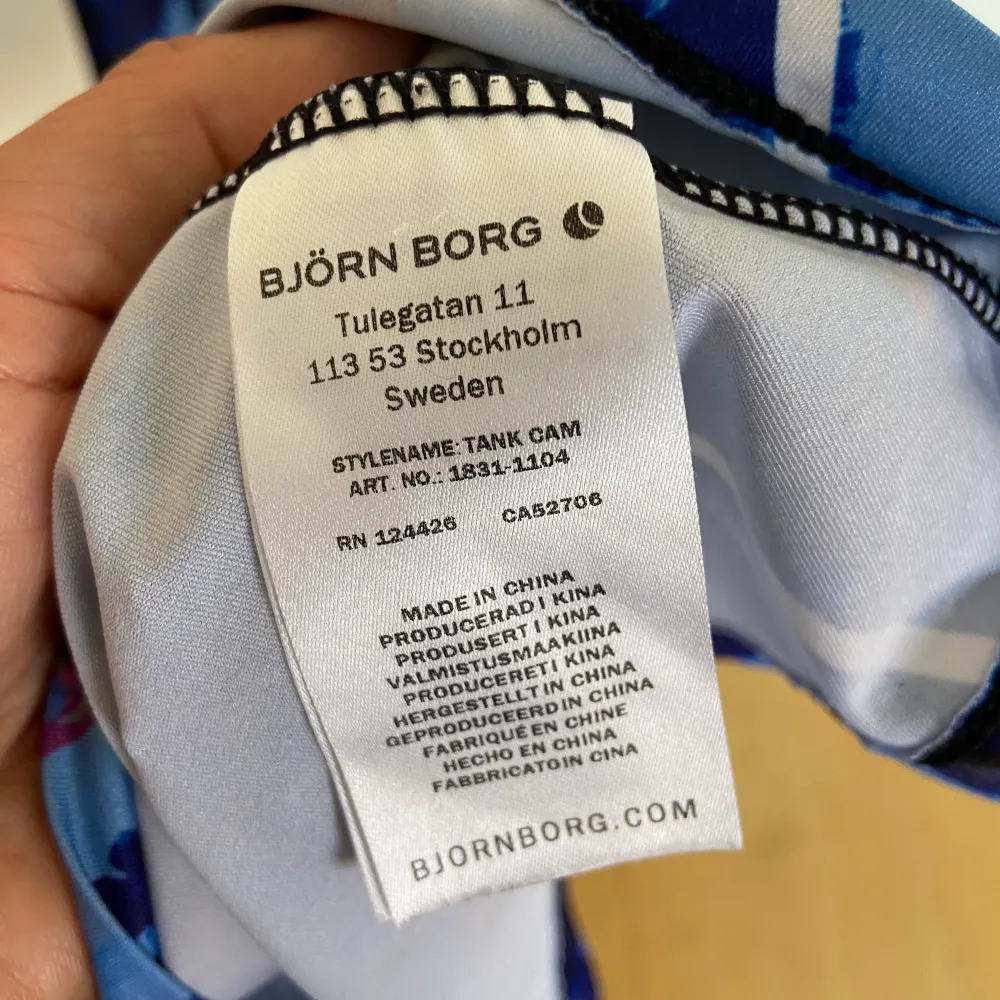 BJÖRN BORG
Tulegatan 11
113 53 Stockholm
Sweden
STYLENAME: TANK CAM
ART. NO.: 1831-1104
RN 124426 CA52706
MADE IN CHINA
PRODUCERAD I KINA
PRODUSERT I KINA
VALMISTUSMAAKIINA
PRODUCERET I KINA
HERGESTELLT IN CHINA
GEPRODUCEERD IN CHINA
FABRIQUÉ EN CHINE
HECHO EN CHINA
FABBRICATO IN CINA
BJORNBORG.COM